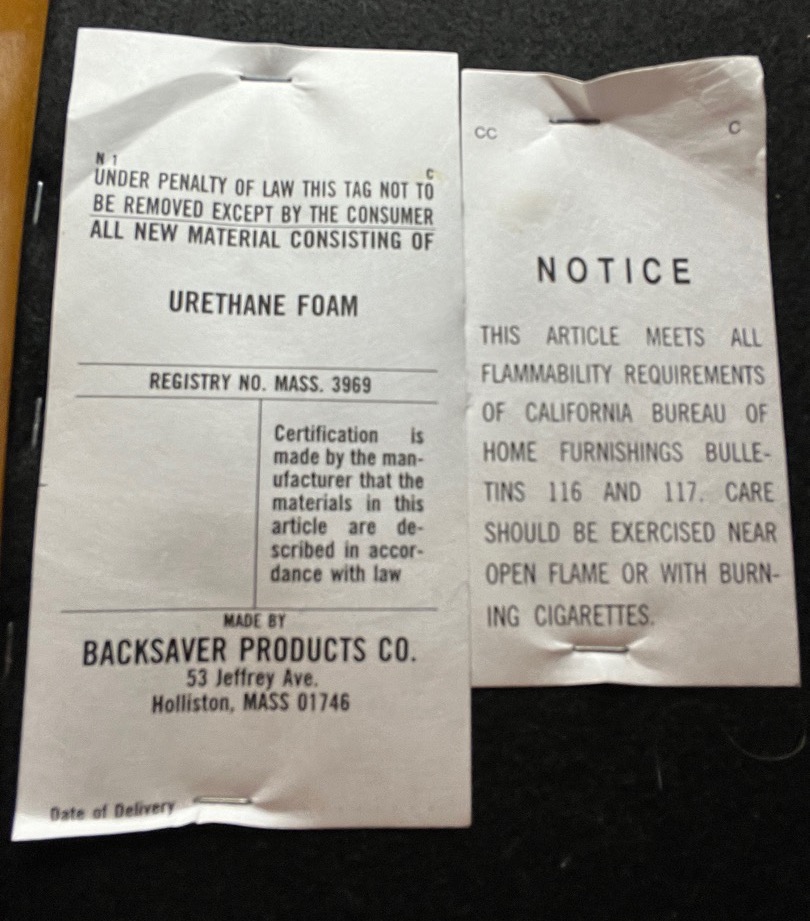 N 1
C
UNDER PENALTY OF LAW THIS TAG NOT TO
BE REMOVED EXCEPT BY THE CONSUMER
ALL NEW MATERIAL CONSISTING OF
URETHANE FOAM
REGISTRY NO. MASS. 3969
Certification is
made by the man-
ufacturer that the
materials in this
article are de-
scribed in accor-
dance with law
MADE BY
BACKSAVER PRODUCTS CO.
53 Jeffrey Ave.
Holliston, MASS 01746
Date of Delivery
CC
C
NOTICE
THIS ARTICLE MEETS ALL
FLAMMABILITY REQUIREMENTS
OF CALIFORNIA BUREAU OF
HOME FURNISHINGS BULLE-
TINS 116 AND 117. CARE
SHOULD BE EXERCISED NEAR
OPEN FLAME OR WITH BURN-
ING CIGARETTES.